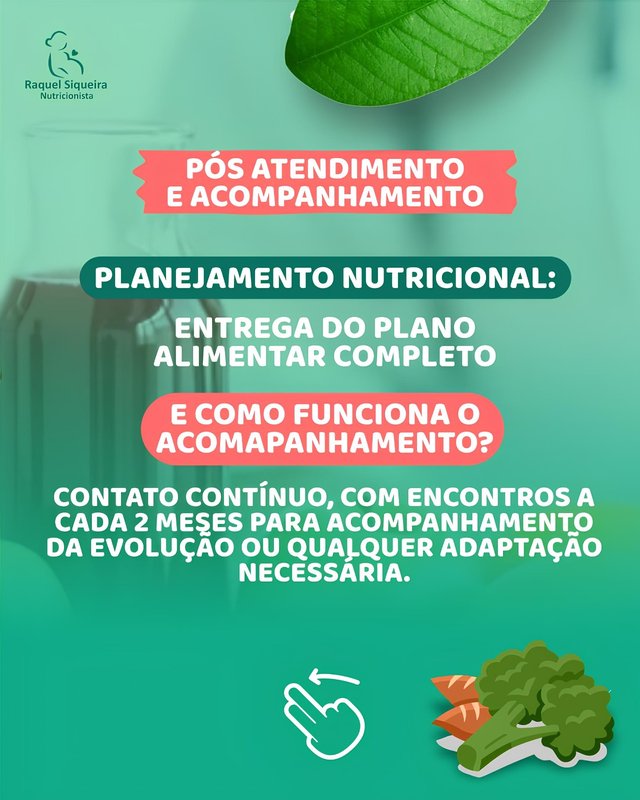 Raquel Siqueira
Nutricionista
PÓS ATENDIMENTO
E ACOMPANHAMENTO
PLANEJAMENTO NUTRICIONAL:
ENTREGA DO PLANO
ALIMENTAR COMPLETO
E COMO FUNCIONA O
ACOMAPANHAMENTO?
CONTATO CONTÍNUO, COM ENCONTROS A
CADA 2 MESES PARA ACOMPANHAMENTO
DA EVOLUÇÃO OU QUALQUER ADAPTAÇÃO
NECESSÁRIA.